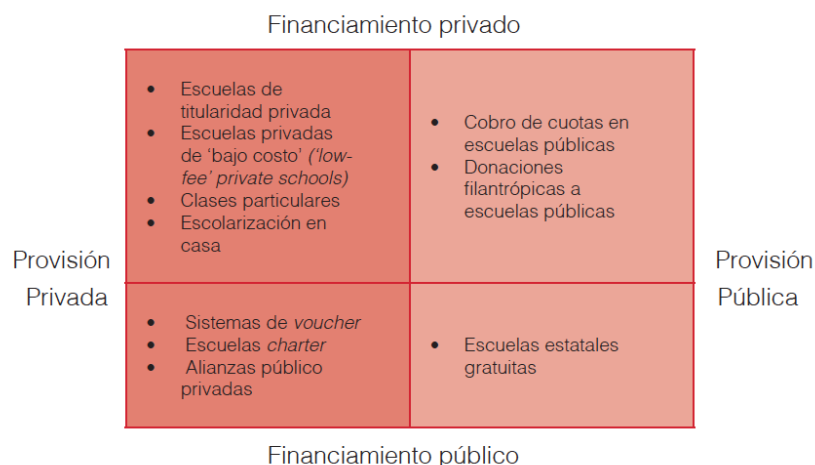 Financiamiento privado
• Escuelas de
titularidad privada
• Escuelas privadas
de ‘bajo costo’ (‘low-
fee’ private schools)
• Clases particulares
• Escolarización en
casa
• Cobro de cuotas en
escuelas públicas
• Donaciones
filantrópicas a
escuelas públicas
Provisión
Privada
Provisión
Pública
• Sistemas de voucher
• Escuelas charter
• Alianzas público
privadas
• Escuelas estatales
gratuitas
Financiamiento público